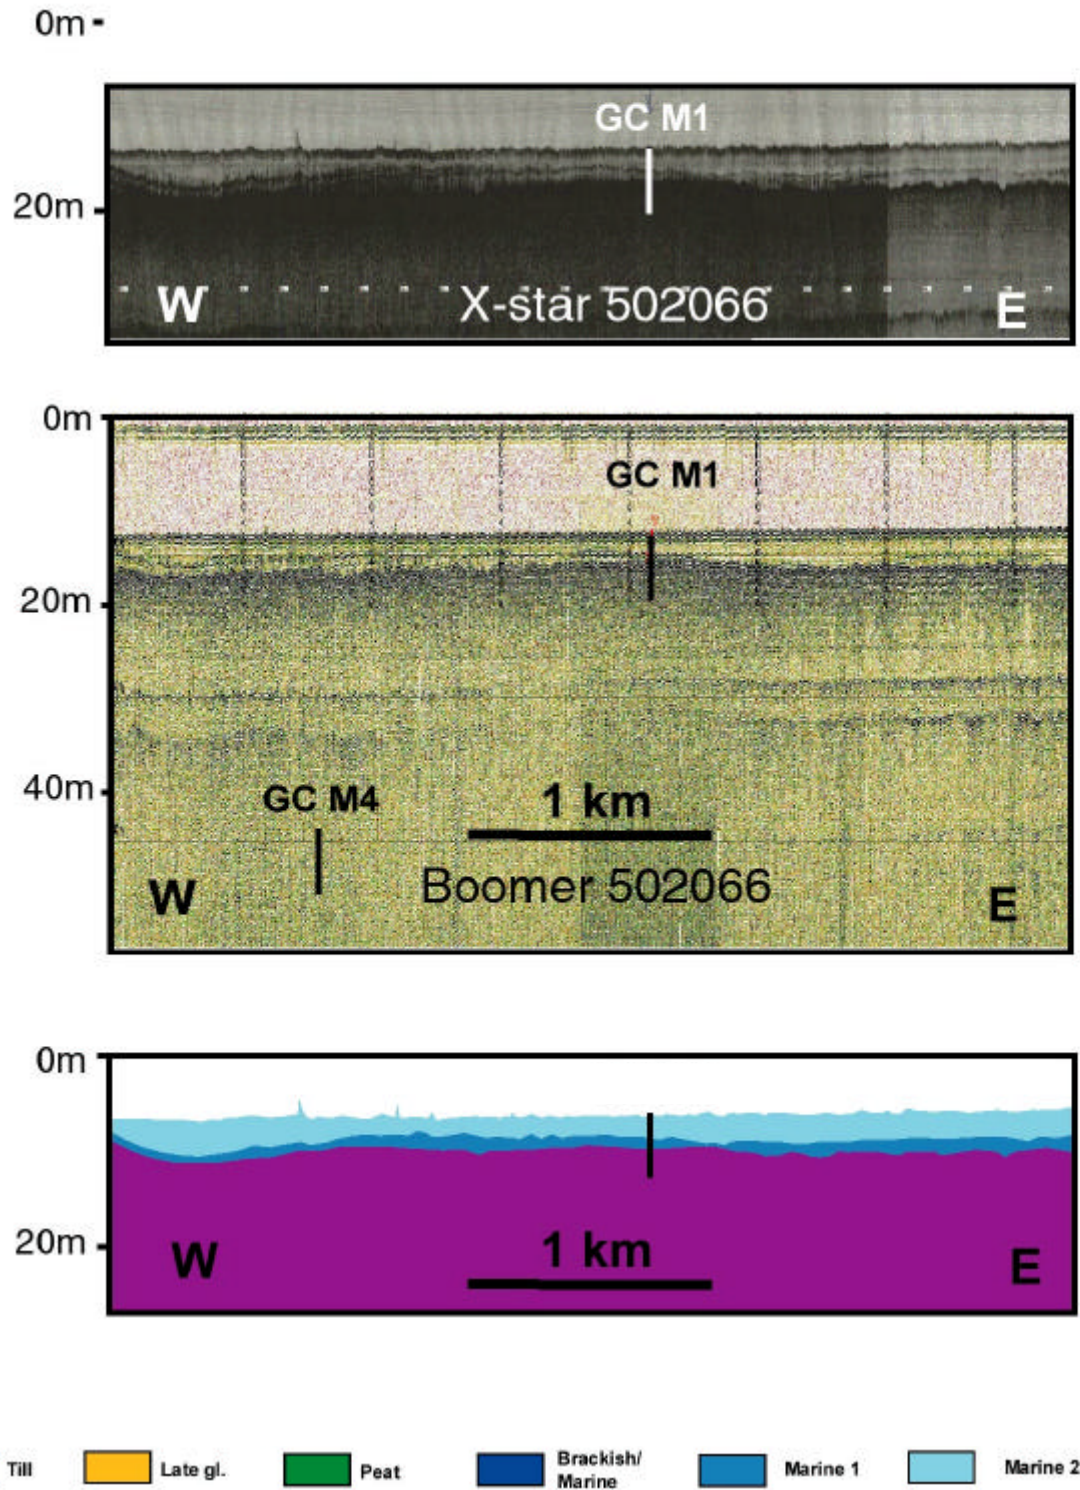 0m
GC M1
20m
W
X-star 502066
E
0m
GC M1
20m
40m
GC M4
1 km
Boomer 502066
W
E
0m
20m
W
1 km
E
Till
Late gl.
Peat
Brackish/
Marine
Marine 1
Marine 2